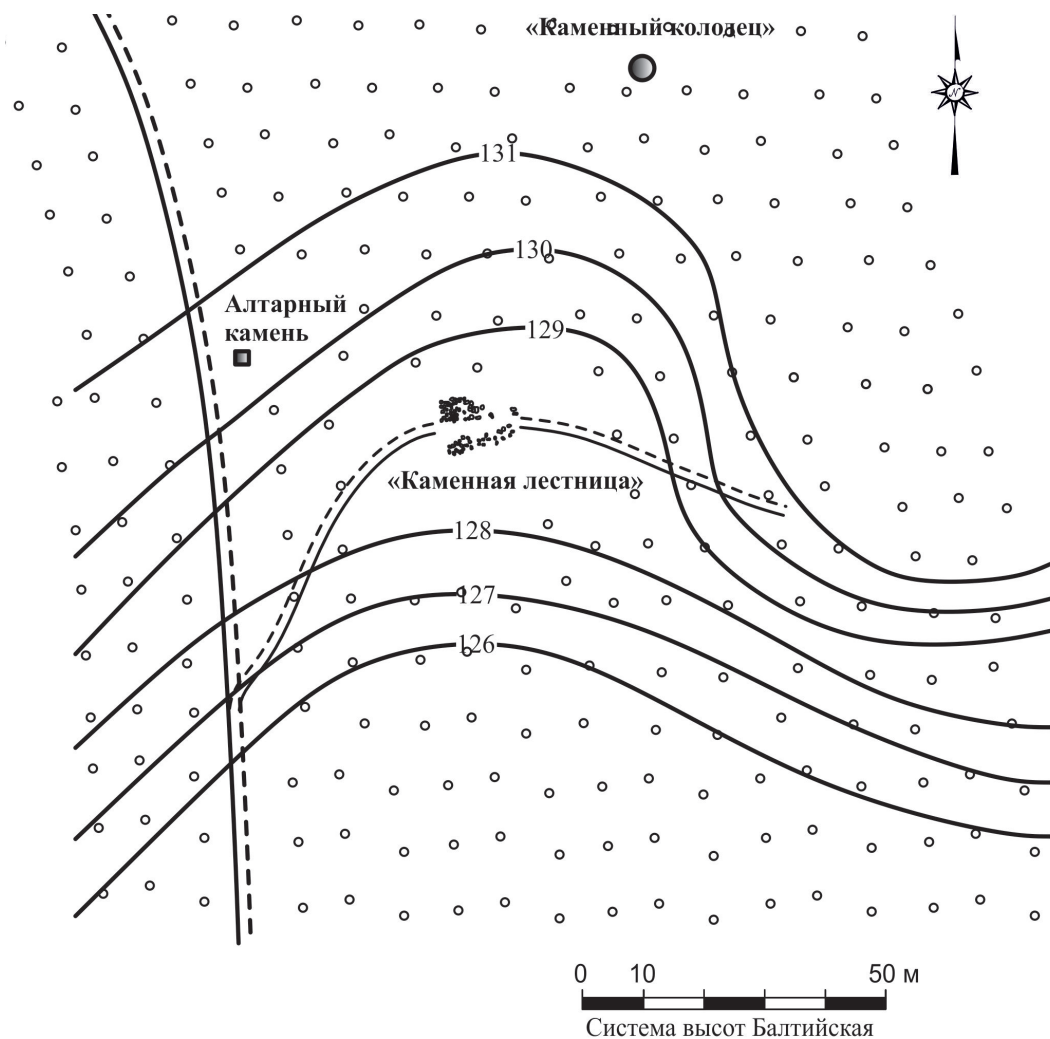 «Каменный колодец»
N
131
130
Алтарный
камень
129
«Каменная лестница»
128
127
126
0 10 50 м
Система высот Балтийская